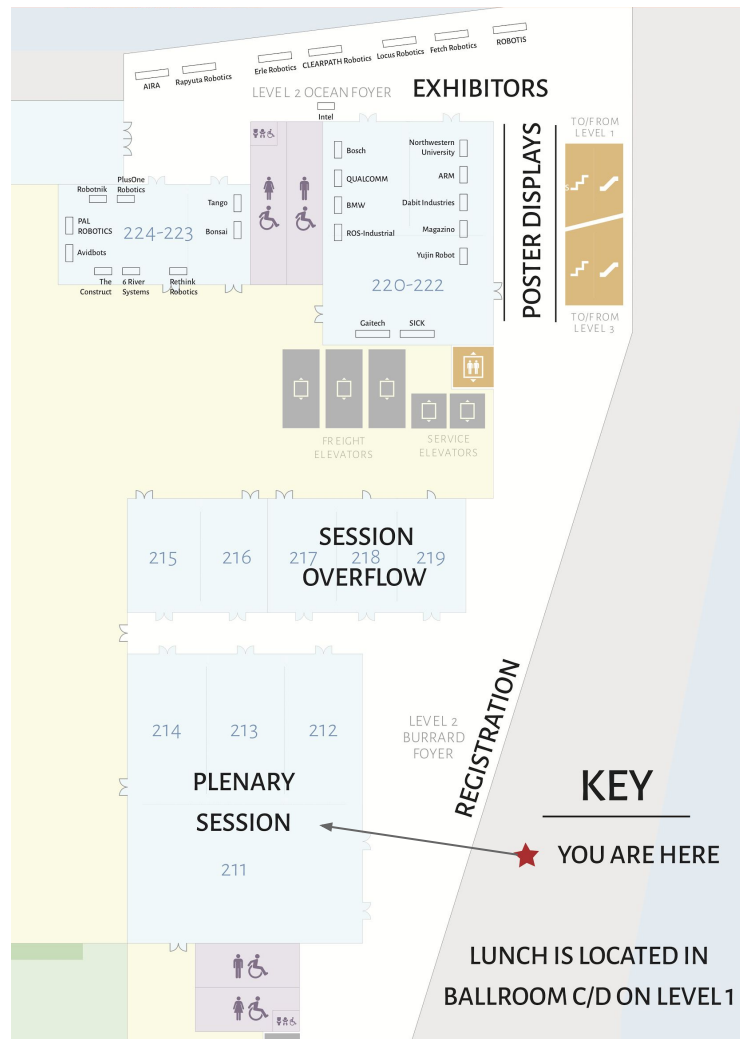 ROBOTIS
Fetch Robotics
Locus Robotics
CLEARPATH Robotics
Erle Robotics
Rapyuta Robotics
AIRA
LEVEL 2 OCEAN FOYER
EXHIBITORS
Intel
TO/FROM
LEVEL 1
Bosch
QUALCOMM
BMW
ROS-Industrial
Northwestern
University
ARM
Dabit Industries
Magazino
Yujin Robot
220-222
Gaitech
SICK
POSTER DISPLAYS
S
TO/FROM
LEVEL 3
Robotnik
PlusOne
Robotics
Tango
PAL
ROBOTICS
224-223
Bonsai
Avidbots
The
Construct
6 River
Systems
Rethink
Robotics
FREIGHT
ELEVATORS
SERVICE
ELEVATORS
SESSION
215
216
217
218
219
OVERFLOW
214
213
212
LEVEL 2
BURRARD
FOYER
REGISTRATION
PLENARY
SESSION
211
KEY
YOU ARE HERE
LUNCH IS LOCATED IN
BALLROOM C/D ON LEVEL 1